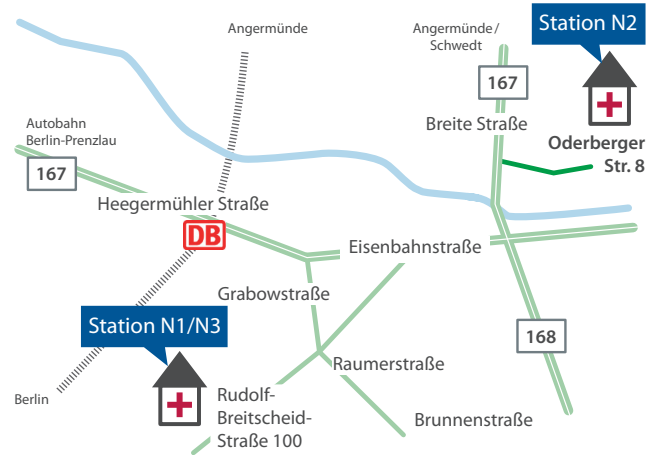 Angermünde
Angermünde/
Schwedt
Station N2
167
Breite Straße
Oderberger
Str. 8
Autobahn
Berlin-Prenzlau
167
Heegermühler Straße
DB
Eisenbahnstraße
Grabowstraße
Station N1/N3
168
Raumerstraße
Berlin
Rudolf-
Breitscheid-
Straße 100
Brunnenstraße